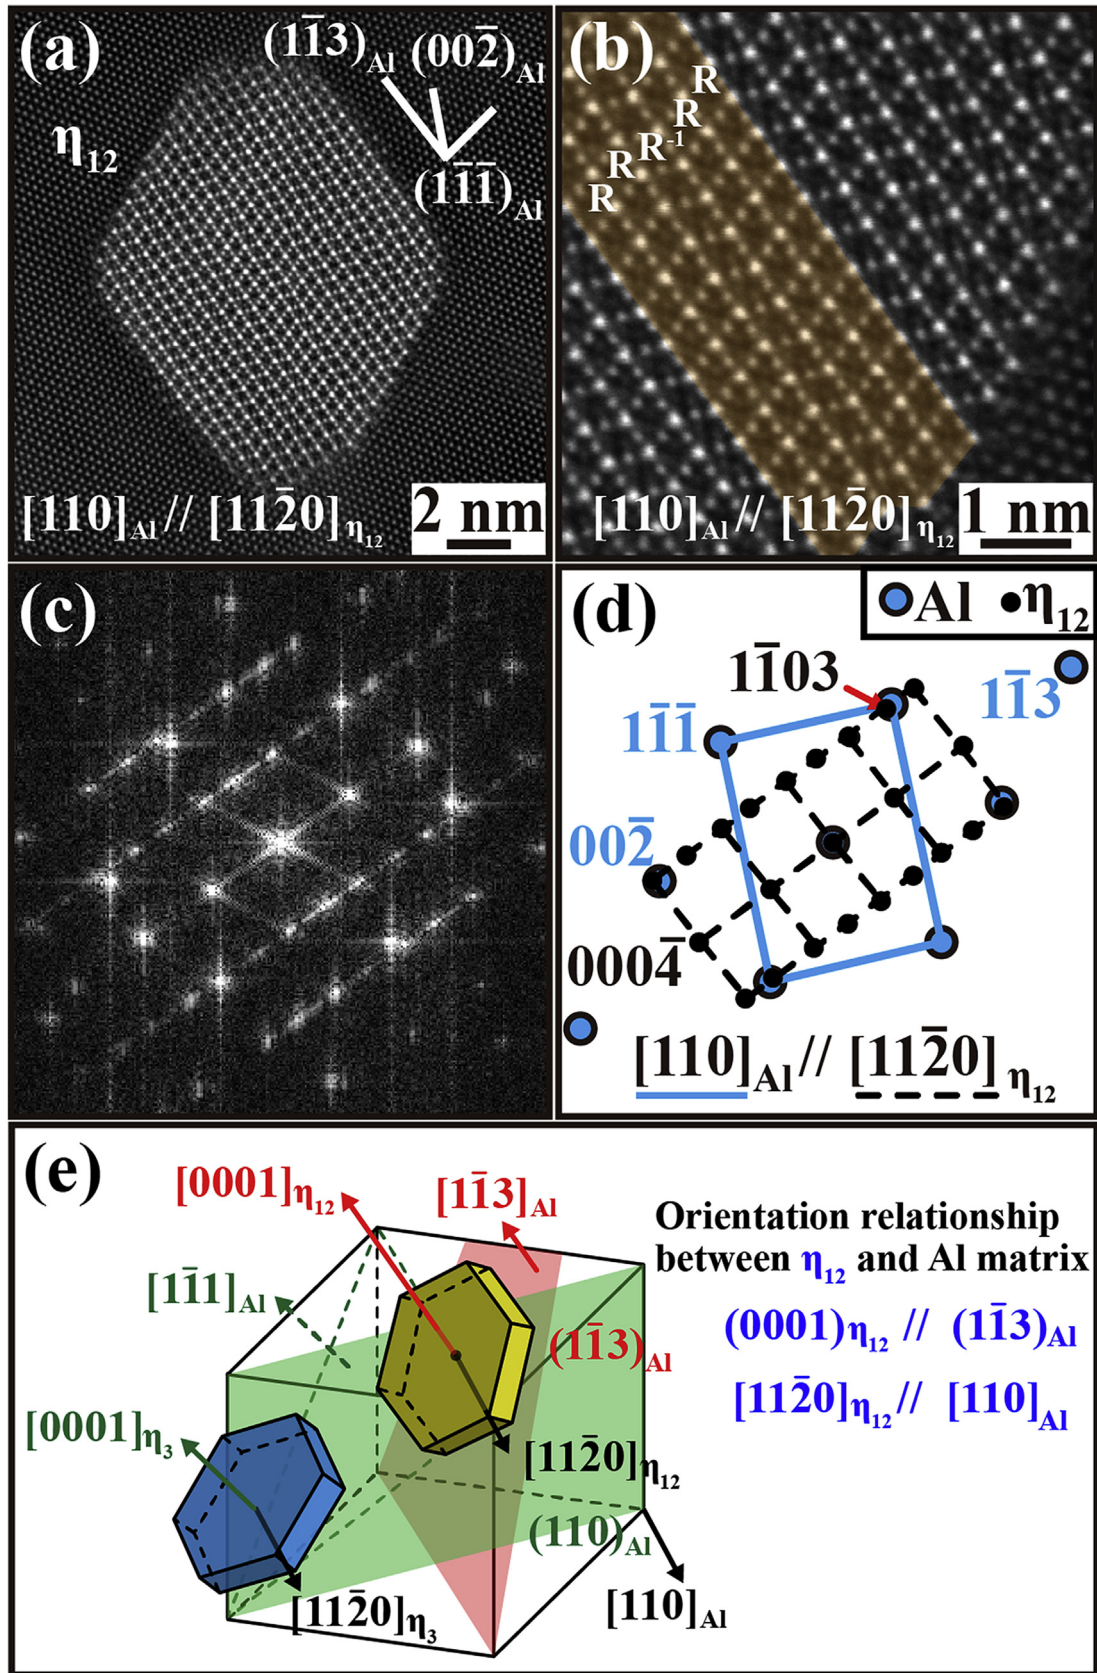 (a)
η₁₂
(11̅3)Al
(002̅)Al
(11̅1̅)Al
[110]Al // [112̅0]η₁₂
2 nm
(b)
R
R
R⁻¹
R
R
[110]Al // [112̅0]η₁₂
1 nm
(c)
(d)
Al
η₁₂
11̅03
11̅3
11̅1̅
002̅
0004̅
[110]Al // [112̅0]η₁₂
(e)
[0001]η₁₂
[11̅3]Al
[11̅1]Al
(11̅3)Al
[0001]η₃
[112̅0]η₁₂
(110)Al
[112̅0]η₃
[110]Al
Orientation relationship
between η₁₂ and Al matrix
(0001)η₁₂ // (11̅3)Al
[112̅0]η₁₂ // [110]Al